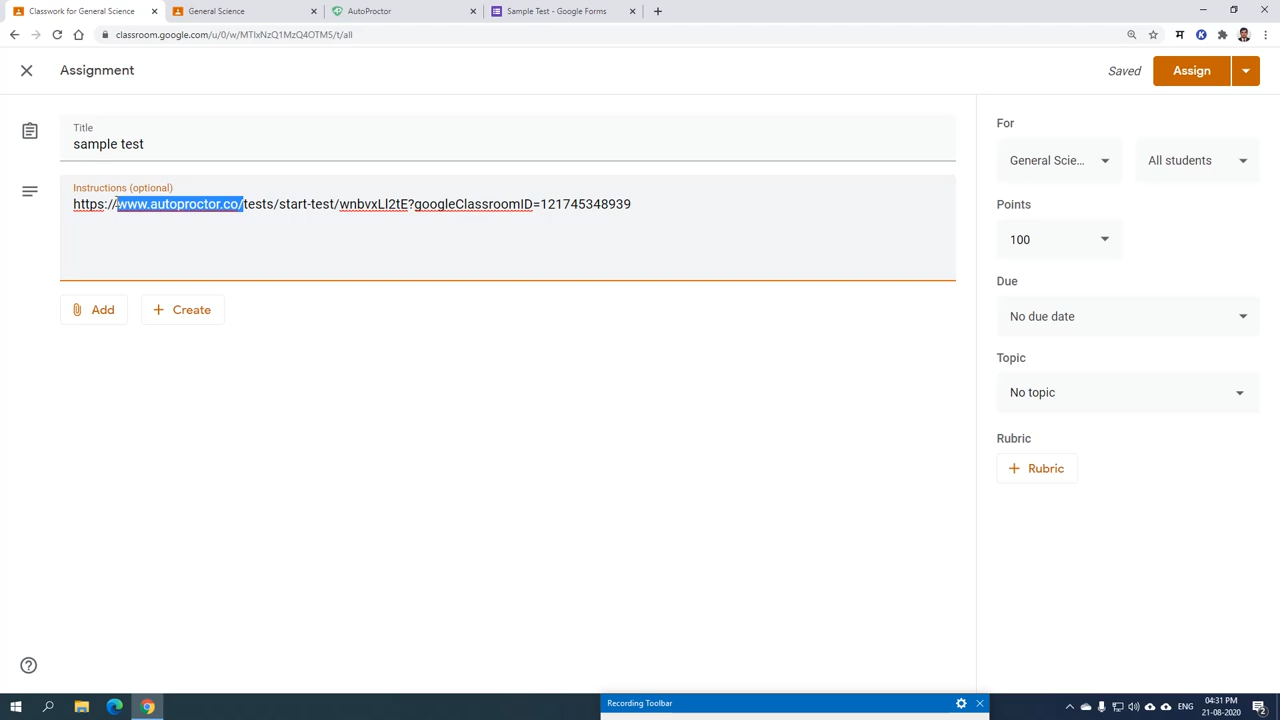 Classwork for General Science
General Science
AutoProctor
Sample Test - Google Forms
classroom.google.com/u/0/w/MTIxNzQ1MzQ4OTM5/t/all
Assignment
Saved
Assign
Title
sample test
Instructions (optional)
https://www.autoproctor.co/tests/start-test/wnbvxLl2tE?googleClassroomID=121745348939
Add
Create
For
General Scie...
All students
Points
100
Due
No due date
Topic
No topic
Rubric
Rubric
Recording Toolbar
ENG
04:31 PM
21-08-2020
2